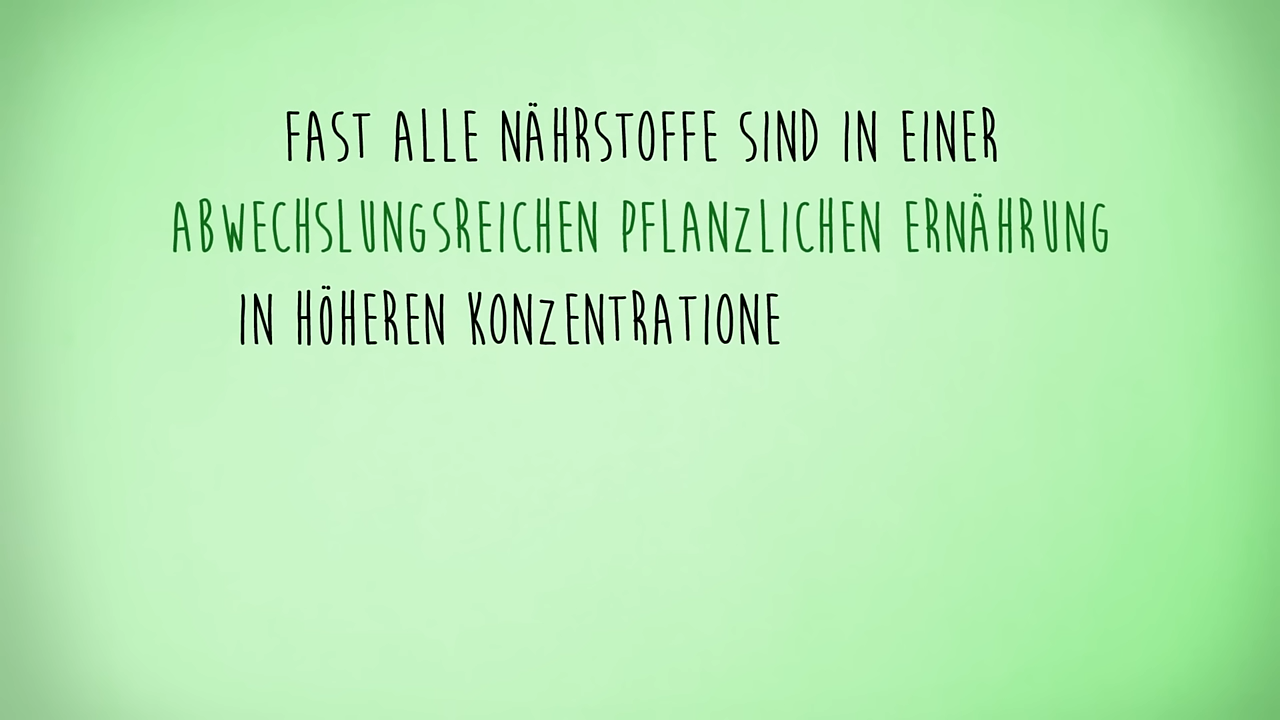 FAST ALLE NÄHRSTOFFE SIND IN EINER
ABWECHSLUNGSREICHEN PFLANZLICHEN ERNÄHRUNG
IN HÖHEREN KONZENTRATIONE